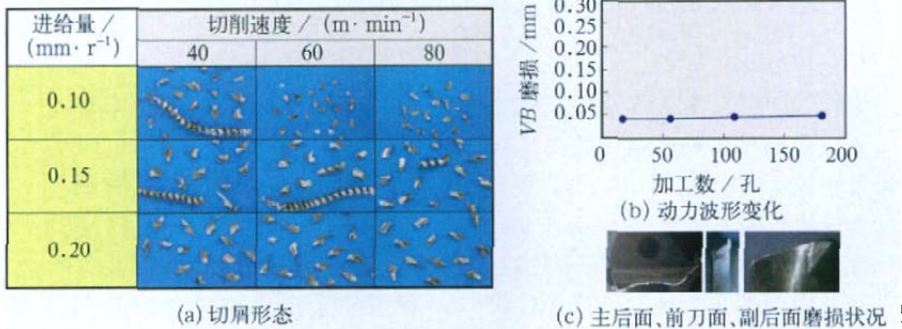 进给量 /
(mm· r⁻¹)
切削速度 / (m· min⁻¹)
40 60 80
0.10
0.15
0.20
(a) 切屑形态
VB 磨损 /mm
0.30
0.25
0.20
0.15
0.10
0.05
0 50 100 150 200
加工数 / 孔
(b) 动力波形变化
(c) 主后面、前刀面、副后面磨损状况